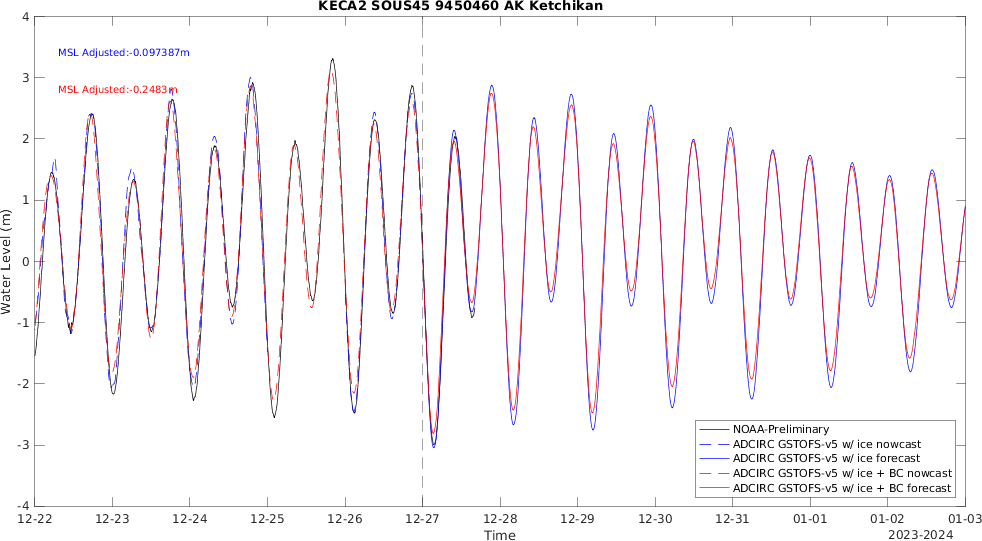 KECA2 SOUS45 9450460 AK Ketchikan
4
MSL Adjusted:-0.097387m
3
MSL Adjusted:-0.2483m
2
1
0
-1
-2
-3
-4
Water Level (m)
NOAA-Preliminary
ADCIRC GSTOFS-v5 w/ ice nowcast
ADCIRC GSTOFS-v5 w/ ice forecast
ADCIRC GSTOFS-v5 w/ ice + BC nowcast
ADCIRC GSTOFS-v5 w/ ice + BC forecast
12-22 12-23 12-24 12-25 12-26 12-27 12-28 12-29 12-30 12-31 01-01 01-02 01-03
Time
2023-2024